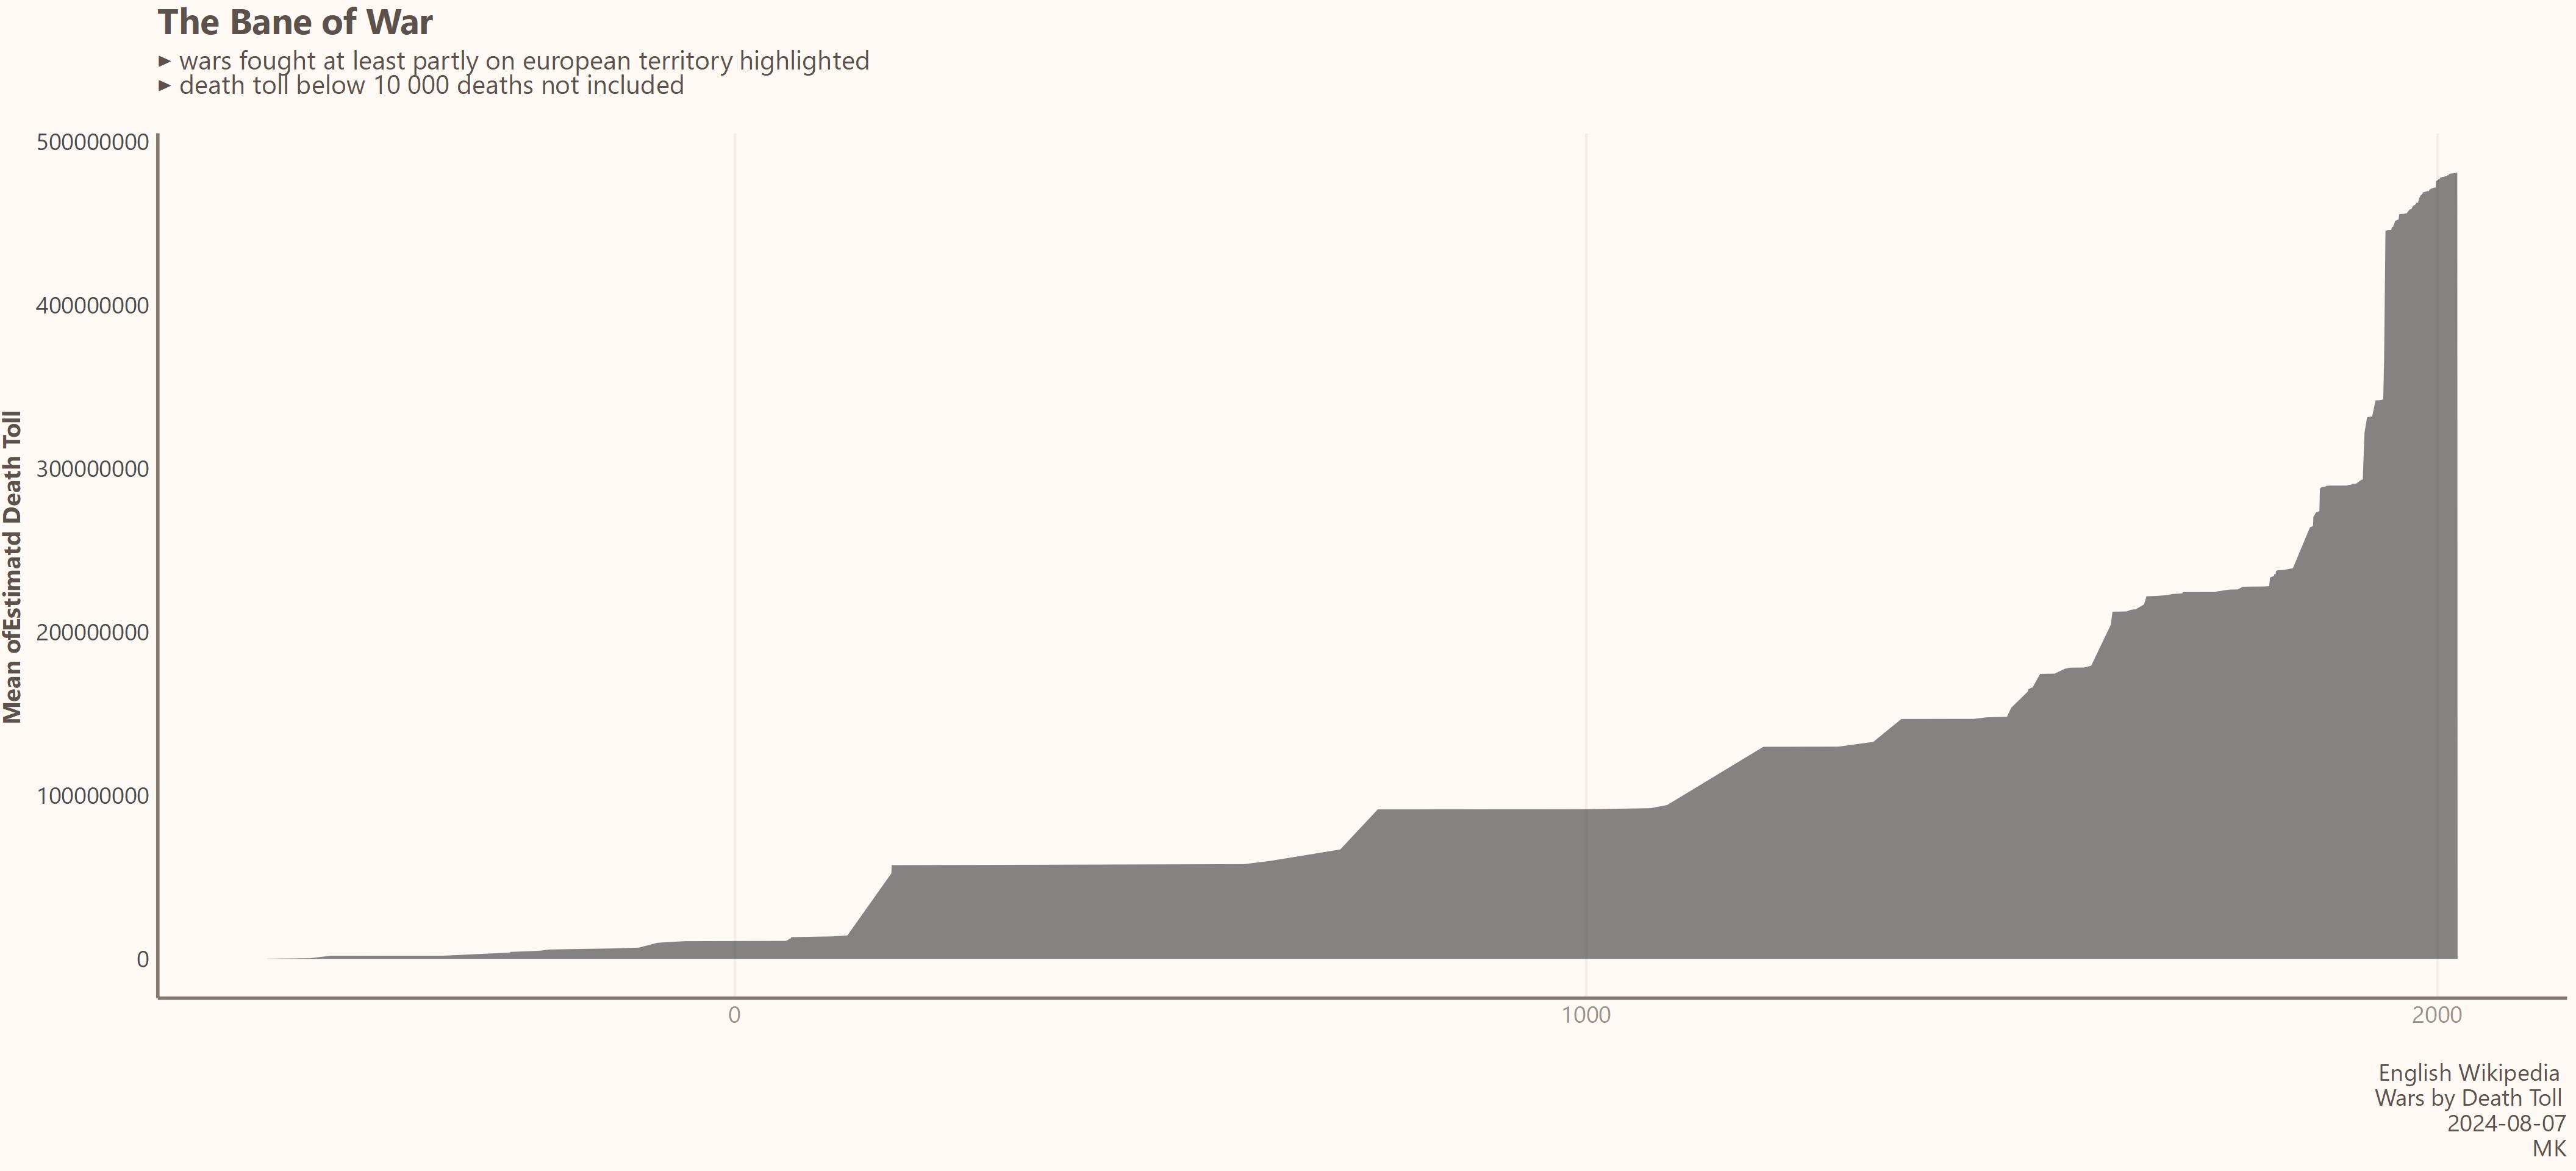 The Bane of War
► wars fought at least partly on european territory highlighted
► death toll below 10 000 deaths not included
500000000
400000000
300000000
200000000
100000000
0
Mean ofEstimatd Death Toll
0
1000
2000
English Wikipedia
Wars by Death Toll
2024-08-07
MK